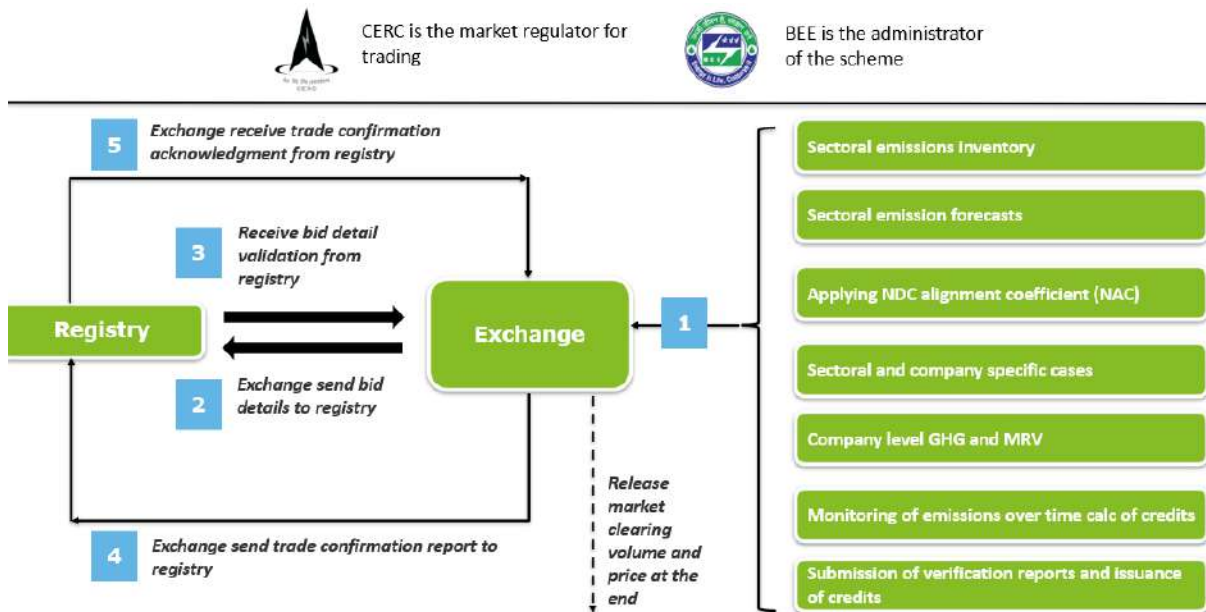 CERC is the market regulator for
trading
BEE is the administrator
of the scheme
5
Exchange receive trade confirmation
acknowledgment from registry
3
Receive bid detail
validation from
registry
Registry
Exchange
1
2
Exchange send bid
details to registry
4
Exchange send trade confirmation report to
registry
Release
market
clearing
volume and
price at the
end
Sectoral emissions inventory
Sectoral emission forecasts
Applying NDC alignment coefficient (NAC)
Sectoral and company specific cases
Company level GHG and MRV
Monitoring of emissions over time calc of credits
Submission of verification reports and issuance
of credits